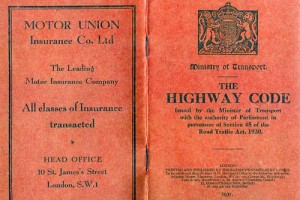 MOTOR UNION
Insurance Co. Ltd
The Leading
Motor Insurance Company
All classes of Insurance
transacted
HEAD OFFICE
10 St. James's Street
London, S.W.1
Ministry of Transport.
THE
HIGHWAY CODE
Issued by the Minister of Transport
with the authority of Parliament in
pursuance of Section 45 of the
Road Traffic Act, 1930.
LONDON: